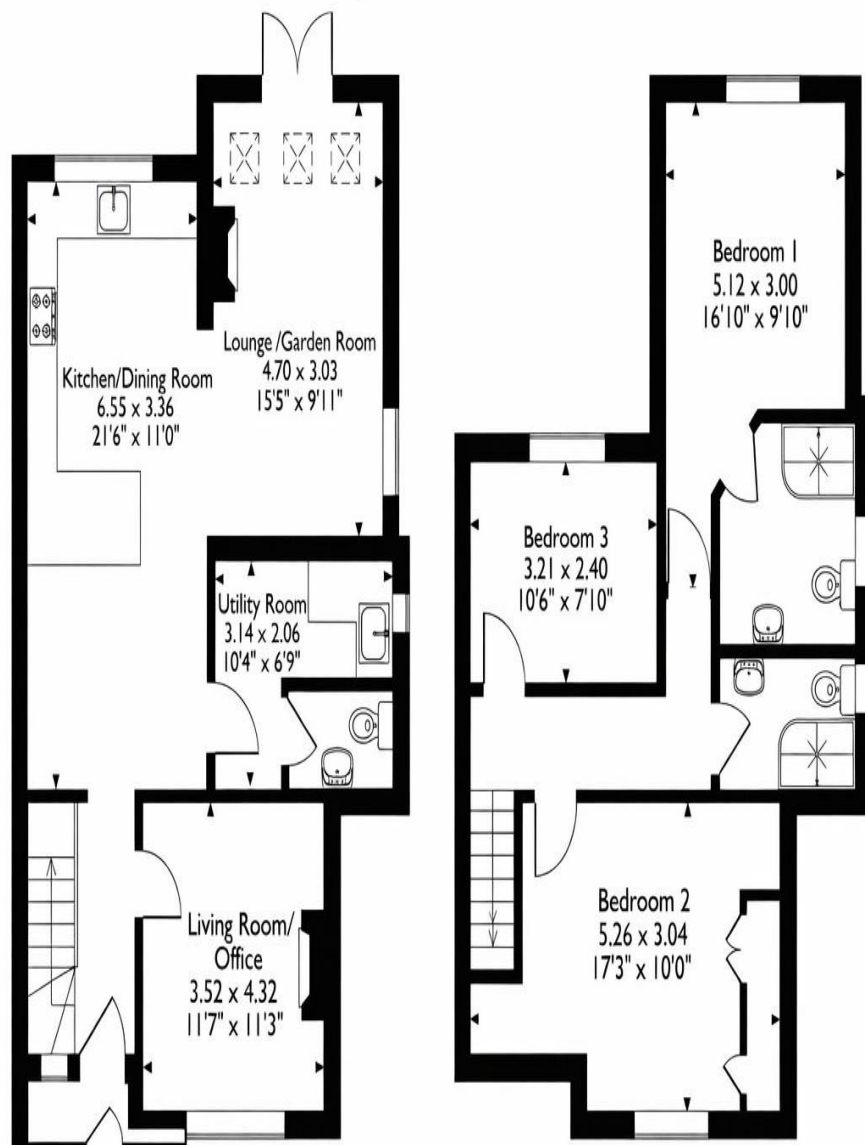 Lounge /Garden Room
4.70 x 3.03
15'5" x 9'11"
Kitchen/Dining Room
6.55 x 3.36
21'6" x 11'0"
Utility Room
3.14 x 2.06
10'4" x 6'9"
Living Room/
Office
3.52 x 4.32
11'7" x 11'3"
Bedroom 1
5.12 x 3.00
16'10" x 9'10"
Bedroom 3
3.21 x 2.40
10'6" x 7'10"
Bedroom 2
5.26 x 3.04
17'3" x 10'0"